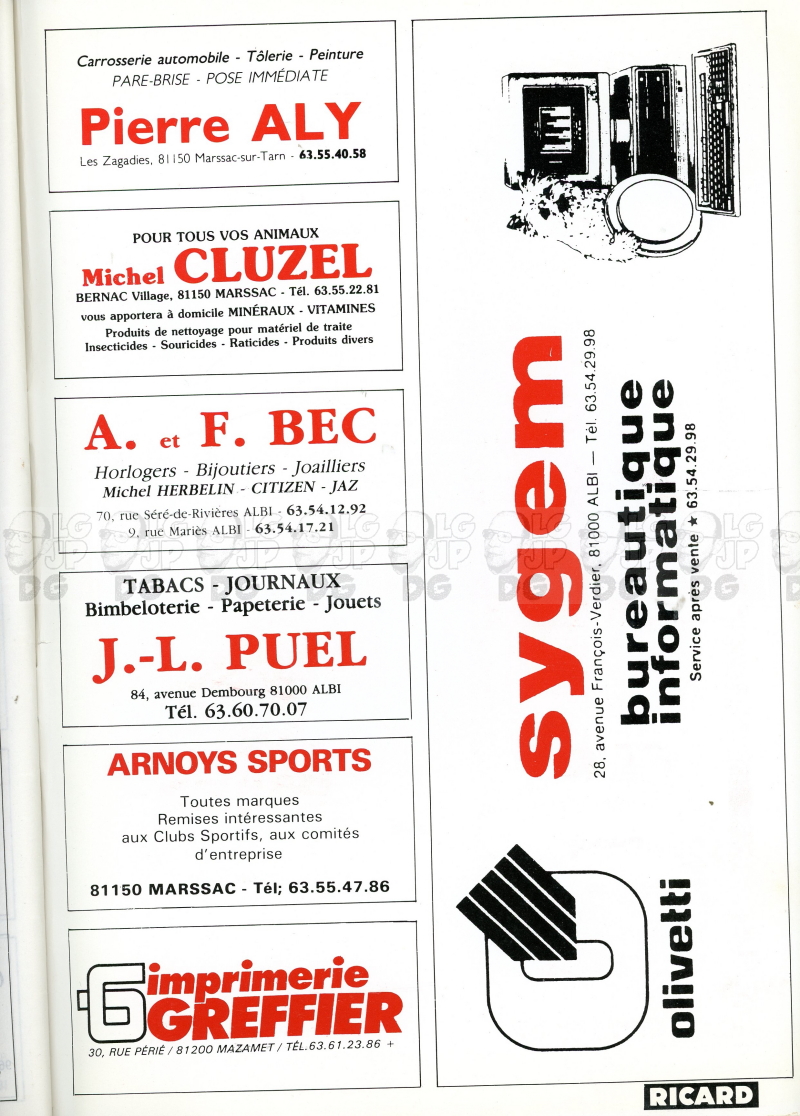 Carrosserie automobile - Tôlerie - Peinture
PARE-BRISE - POSE IMMÉDIATE
Pierre ALY
Les Zagadies, 81150 Marssac-sur-Tarn - 63.55.40.58
POUR TOUS VOS ANIMAUX
Michel CLUZEL
BERNAC Village, 81150 MARSSAC - Tél. 63.55.22.81
vous apportera à domicile MINÉRAUX - VITAMINES
Produits de nettoyage pour matériel de traite
Insecticides - Souricides - Raticides - Produits divers
A. et F. BEC
Horlogers - Bijoutiers - Joailliers
Michel HERBELIN - CITIZEN - JAZ
70, rue Séré-de-Rivières ALBI - 63.54.12.92
9, rue Mariès ALBI - 63.54.17.21
TABACS - JOURNAUX
Bimbeloterie - Papeterie - Jouets
J.-L. PUEL
84, avenue Dembourg 81000 ALBI
Tél. 63.60.70.07
ARNOYS SPORTS
Toutes marques
Remises intéressantes
aux Clubs Sportifs, aux comités
d'entreprise
81150 MARSSAC - Tél; 63.55.47.86
G imprimerie
GREFFIER
30, RUE PÉRIÉ / 81200 MAZAMET / TÉL.63.61.23.86 +
sygem
28, avenue François-Verdier, 81000 ALBI — Tél. 63.54.29.98
bureautique
informatique
Service après vente ★ 63.54.29.98
olivetti
RICARD
LG
JP
DG